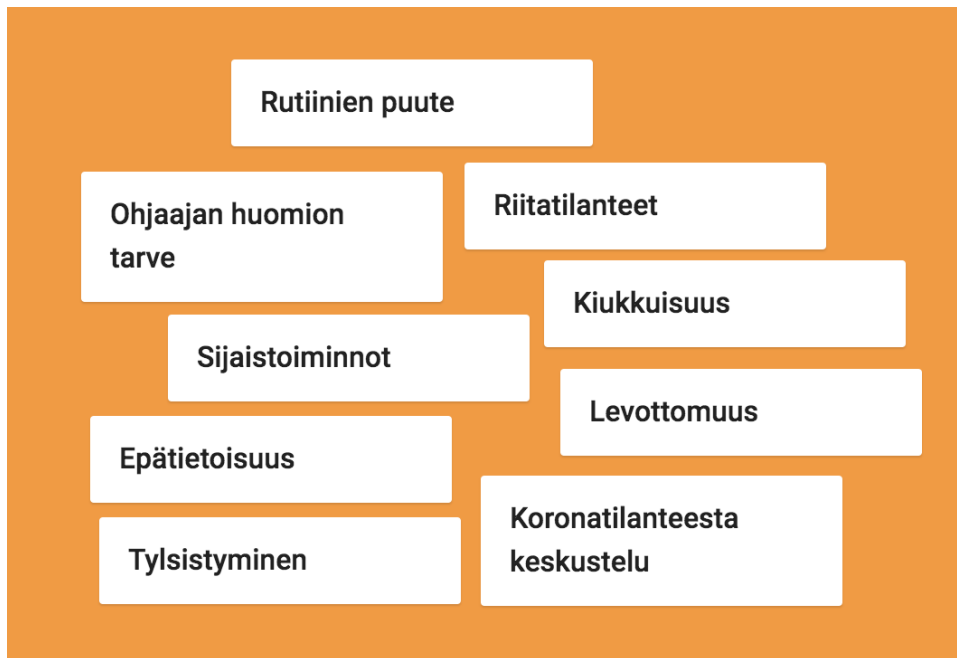 Rutiinien puute
Ohjaajan huomion
tarve
Riitatilanteet
Kiukkuisuus
Sijaistoiminnot
Levottomuus
Epätietoisuus
Koronatilanteesta
keskustelu
Tylsistyminen